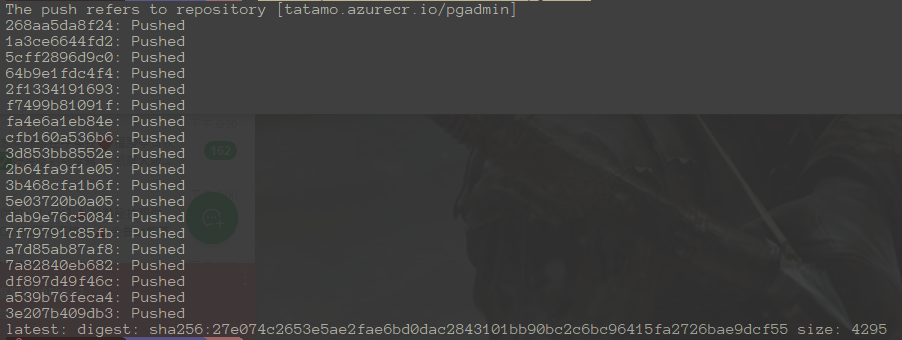 The push refers to repository [tatamo.azurecr.io/pgadmin]
268aa5da8f24: Pushed
1a3ce6644fd2: Pushed
5cff2896d9c0: Pushed
64b9e1fdc4f4: Pushed
2f1334191693: Pushed
f7499b81091f: Pushed
fa4e6a1eb84e: Pushed
cfb160a536b6: Pushed
3d853bb8552e: Pushed
162
2b64fa9f1e05: Pushed
3b468cfa1b6f: Pushed
5e03720b0a05: Pushed
dab9e76c5084: Pushed
7f79791c85fb: Pushed
a7d85ab87af8: Pushed
7a82840eb682: Pushed
df897d49f46c: Pushed
a539b76feca4: Pushed
3e207b409db3: Pushed
latest: digest: sha256:27e074c2653e5ae2fae6bd0dac2843101bb90bc2c6bc96415fa2726bae9dcf55 size: 4295